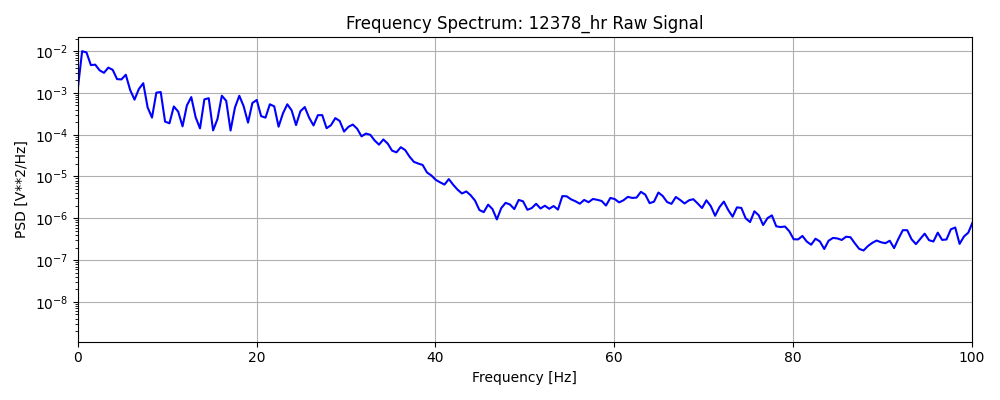 Frequency Spectrum: 12378_hr Raw Signal
PSD [V**2/Hz]
10⁻²
10⁻³
10⁻⁴
10⁻⁵
10⁻⁶
10⁻⁷
10⁻⁸
0 20 40 60 80 100
Frequency [Hz]